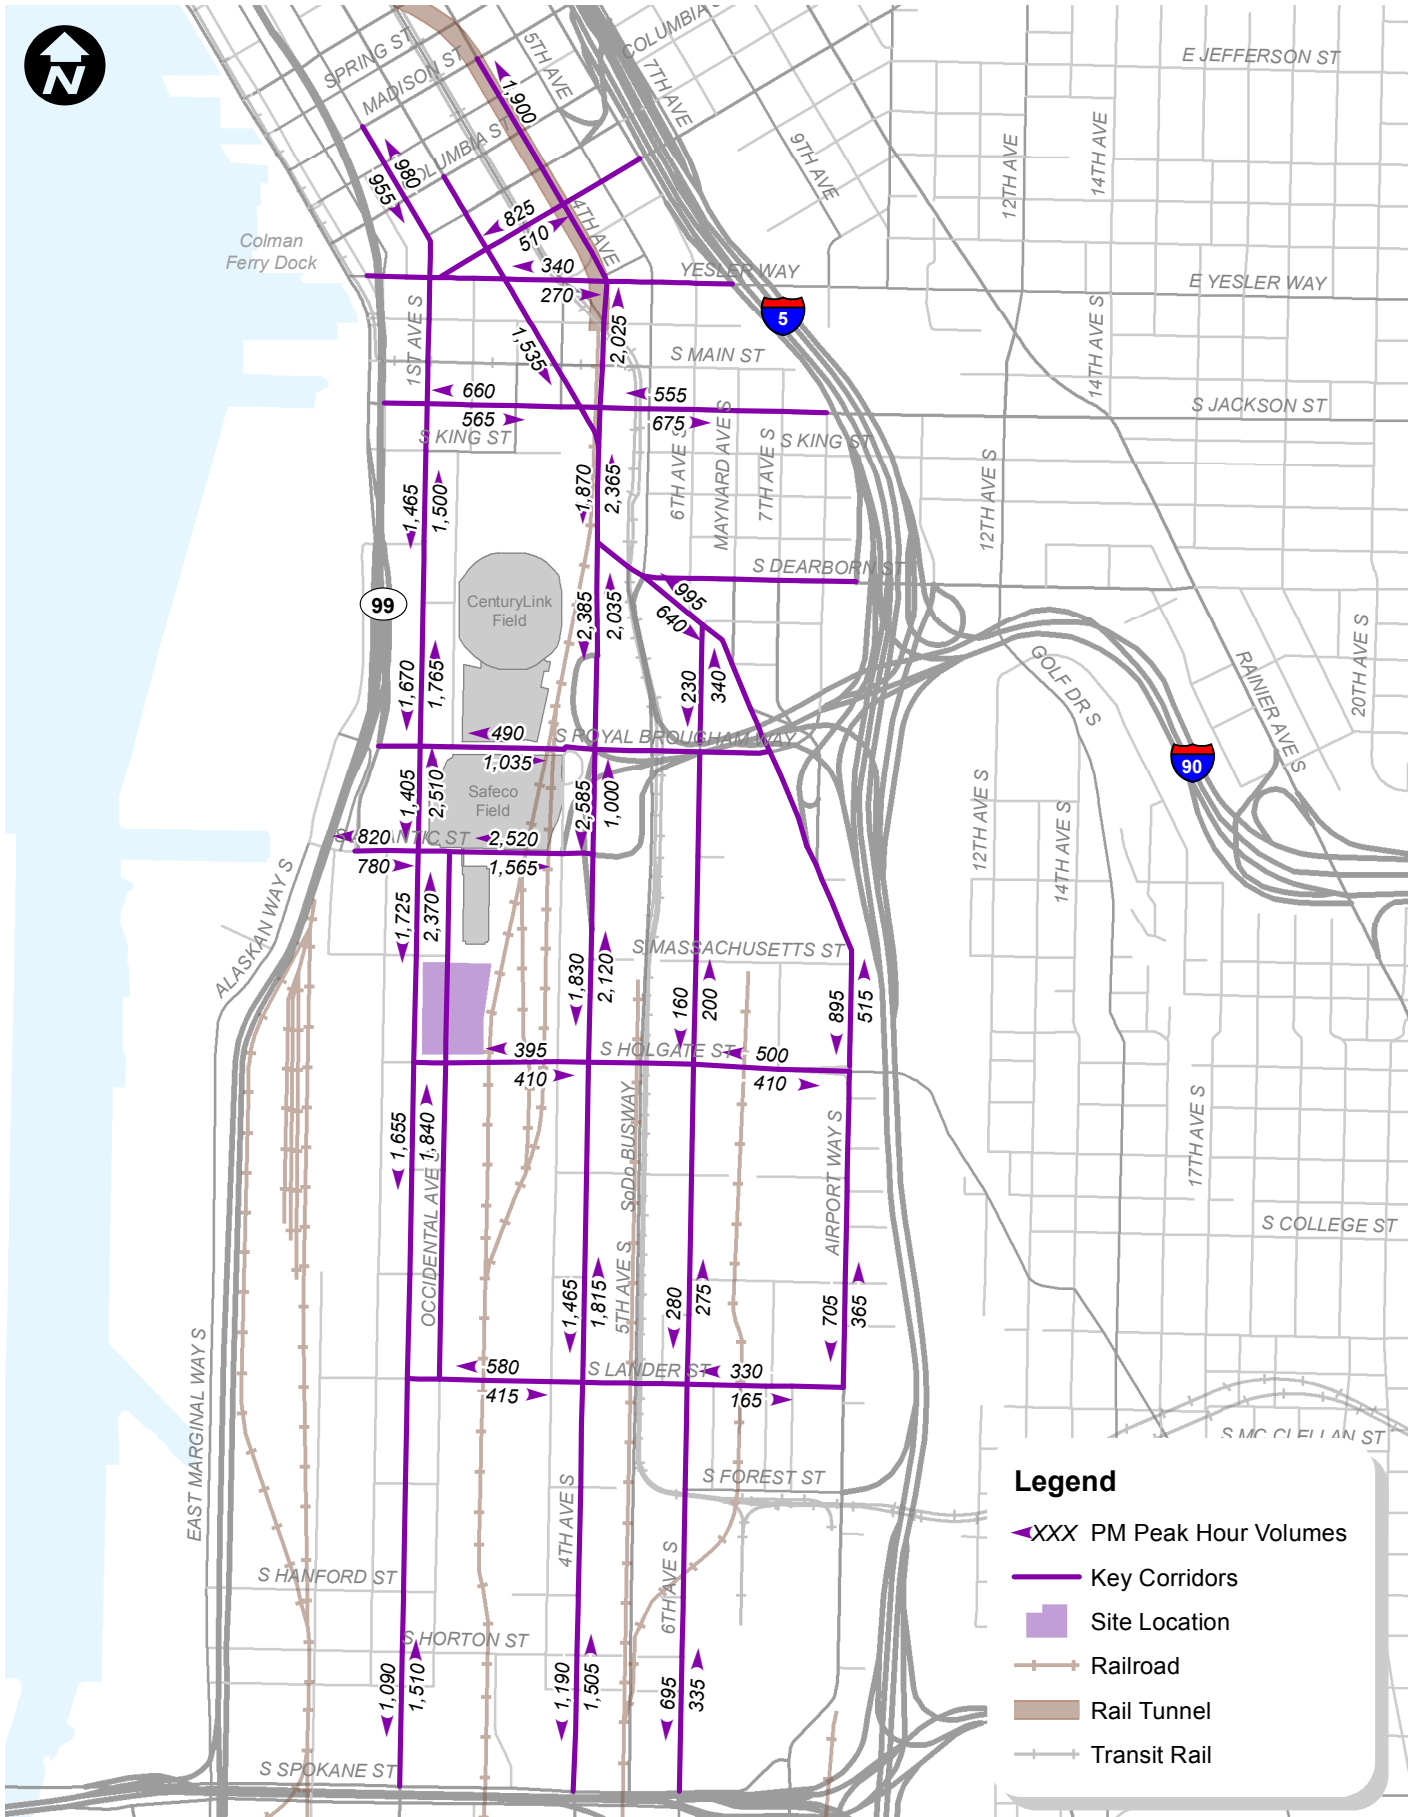 N
SPRING ST
MADISON ST
COLUMBIA ST
5TH AVE
COLUMBIA
7TH AVE
E JEFFERSON ST
9TH AVE
12TH AVE
14TH AVE
1,900
980
955
825
510
4TH AVE
Colman
Ferry Dock
340
270
YESLER WAY
E YESLER WAY
5
1ST AVE S
1,535
2,025
S MAIN ST
14TH AVE S
660
565
555
675
S JACKSON ST
S KING ST
S KING ST
6TH AVE S
MAYNARD AVE S
7TH AVE S
12TH AVE S
1,465
1,500
1,870
2,365
S DEARBORN ST
99
CenturyLink
Field
2,385
2,035
995
640
1,670
1,765
230
340
GOLF DR S
RAINIER AVE S
20TH AVE S
490
S ROYAL BROUGHAM WAY
1,035
90
1,405
2,510
Safeco
Field
2,585
1,000
12TH AVE S
14TH AVE S
820
2,520
780
1,565
ALASKAN WAY S
1,725
2,370
S MASSACHUSETTS ST
1,830
2,120
160
200
895
515
395
S HOLGATE ST
500
410
410
1,655
1,840
OCCIDENTAL AVE S
SoDo BUSWAY
AIRPORT WAY S
17TH AVE S
S COLLEGE ST
1,465
1,815
5TH AVE S
280
275
705
365
EAST MARGINAL WAY S
580
S LANDER ST
330
415
165
S MC CLELLAN ST
S FOREST ST
4TH AVE S
6TH AVE S
S HANFORD ST
S HORTON ST
1,090
1,510
1,190
1,505
695
335
S SPOKANE ST
Legend
XXX PM Peak Hour Volumes
Key Corridors
Site Location
Railroad
Rail Tunnel
Transit Rail